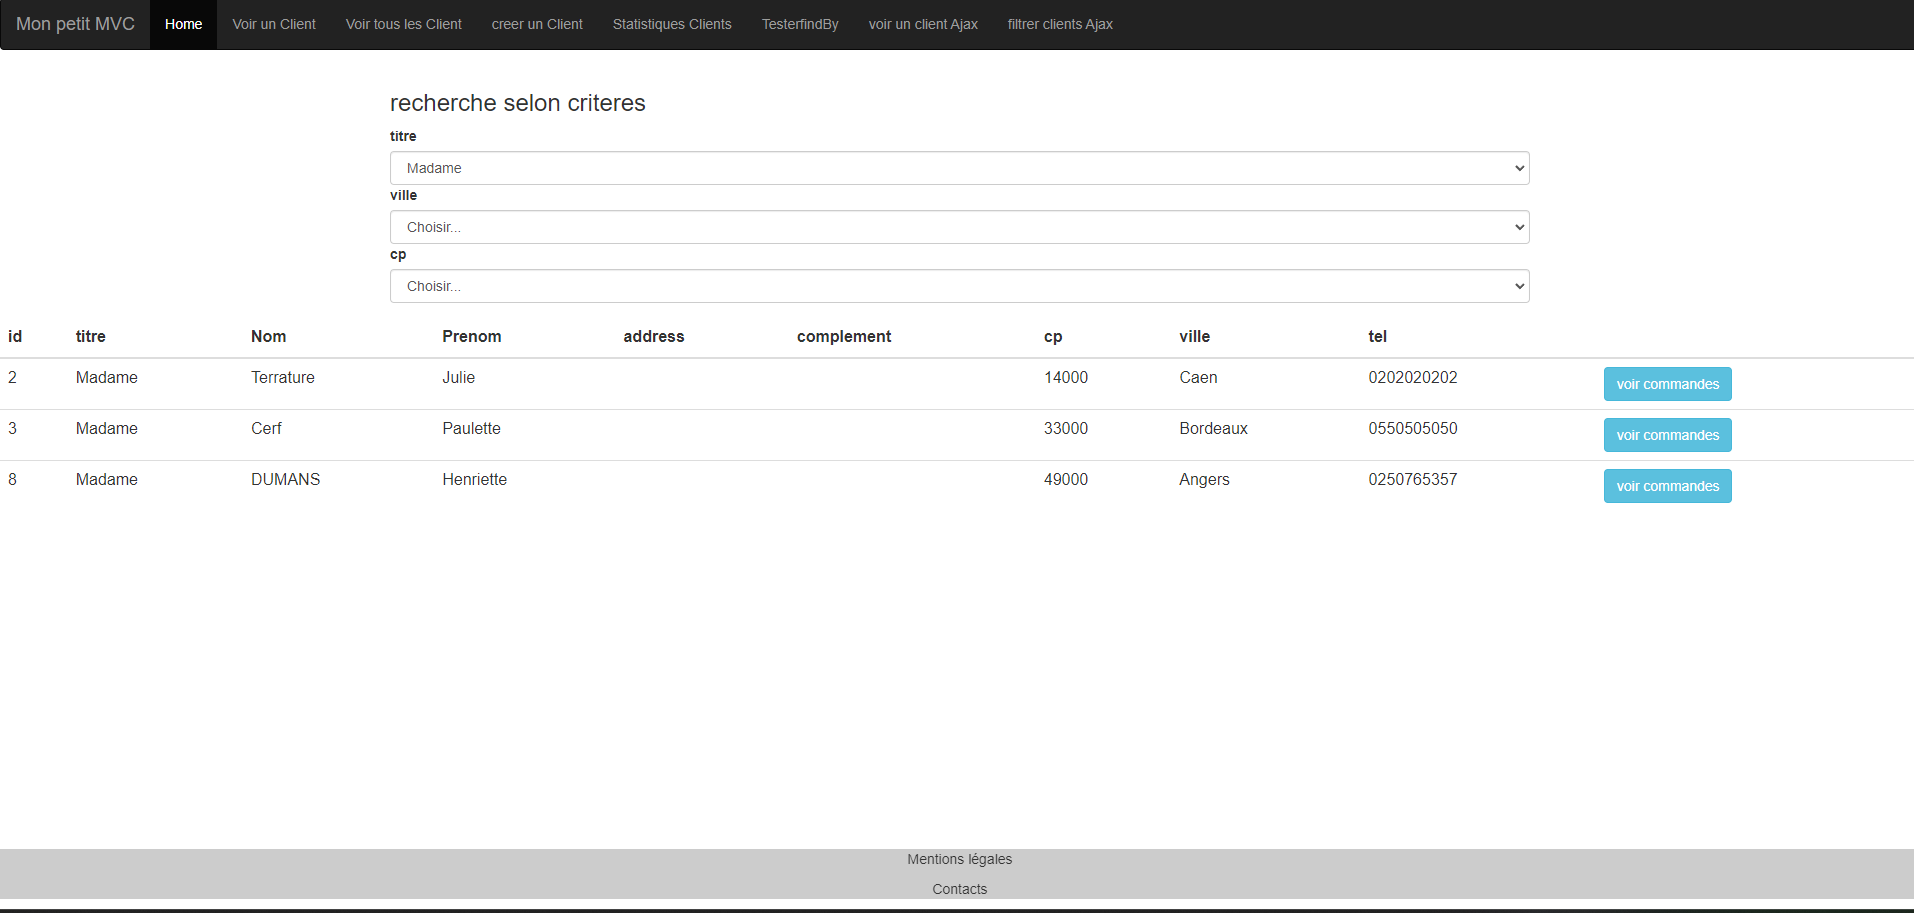 Mon petit MVC Home Voir un Client Voir tous les Client creer un Client Statistiques Clients TesterfindBy voir un client Ajax filtrer clients Ajax
recherche selon criteres
titre
Madame
ville
Choisir...
cp
Choisir...
id titre Nom Prenom address complement cp ville tel
2 Madame Terrature Julie 14000 Caen 0202020202 voir commandes
3 Madame Cerf Paulette 33000 Bordeaux 0550505050 voir commandes
8 Madame DUMANS Henriette 49000 Angers 0250765357 voir commandes
Mentions légales
Contacts